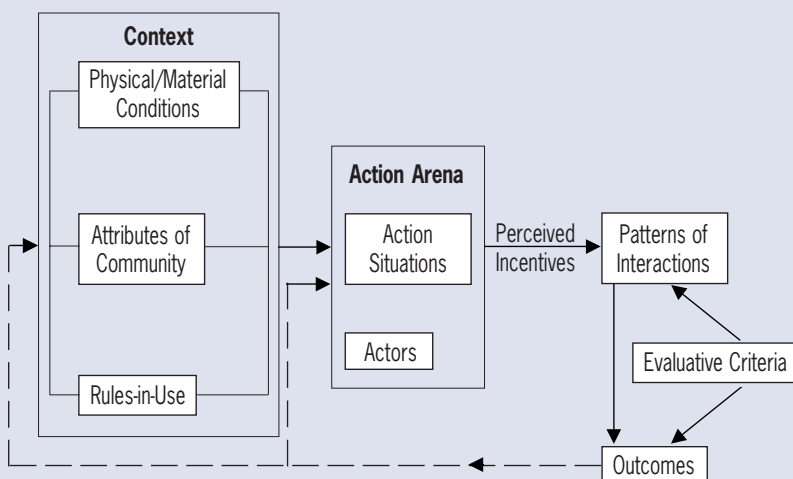 Context
Physical/Material
Conditions
Attributes of
Community
Rules-in-Use
Action Arena
Action
Situations
Actors
Perceived
Incentives
Patterns of
Interactions
Evaluative Criteria
Outcomes